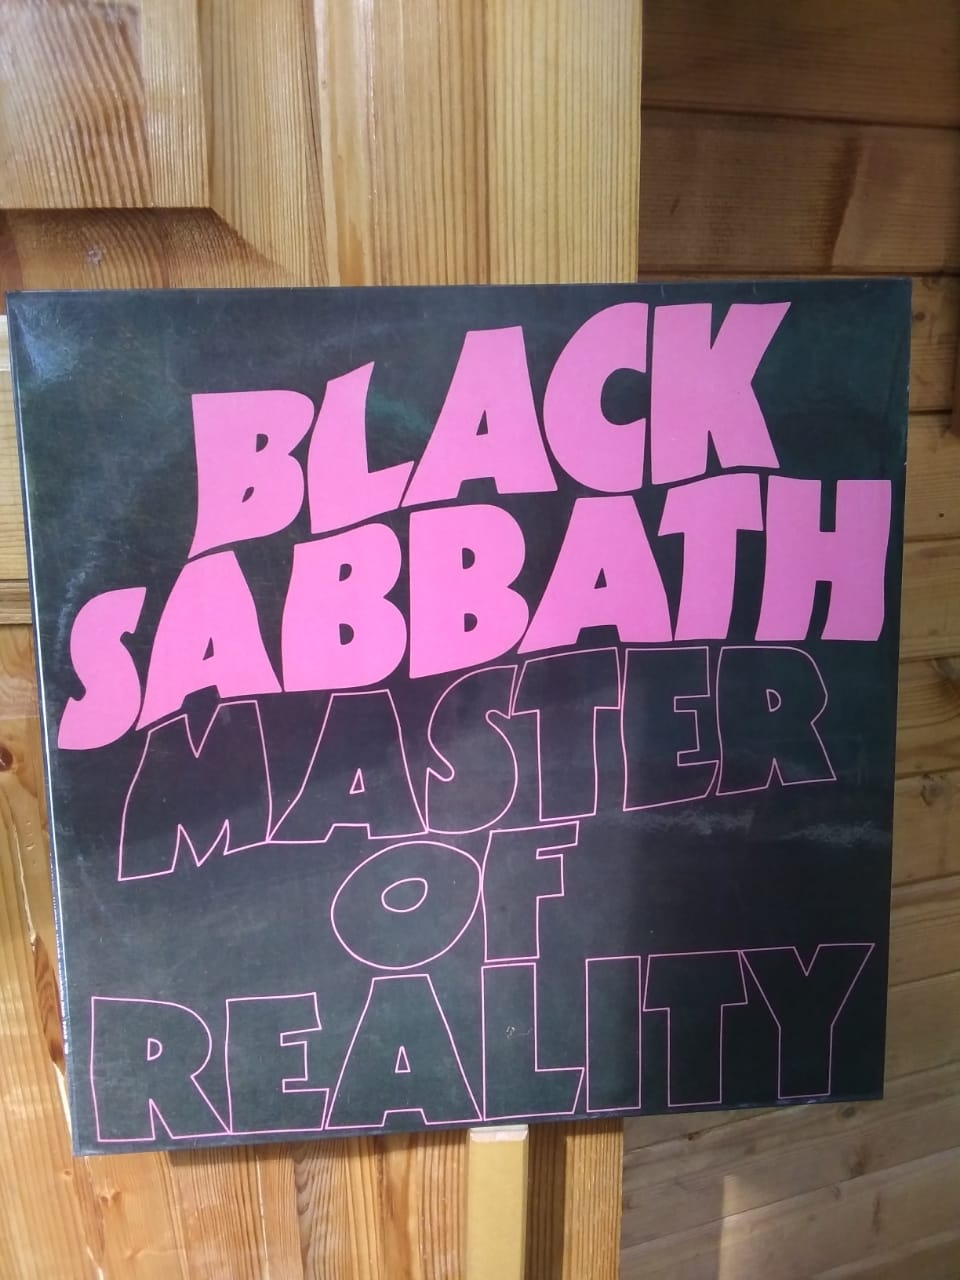 BLACK
SABBATH
MASTER
OF
REALITY